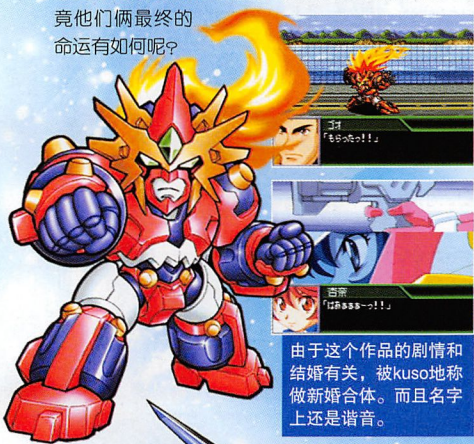 竟他们俩最终的
命运有如何呢?
ゴオ
「もらったっ!!」
杏奈
「はあぁぁぁーっ!!」
由于这个作品的剧情和
结婚有关，被kuso地称
做新婚合体。而且名字
上还是谐音。